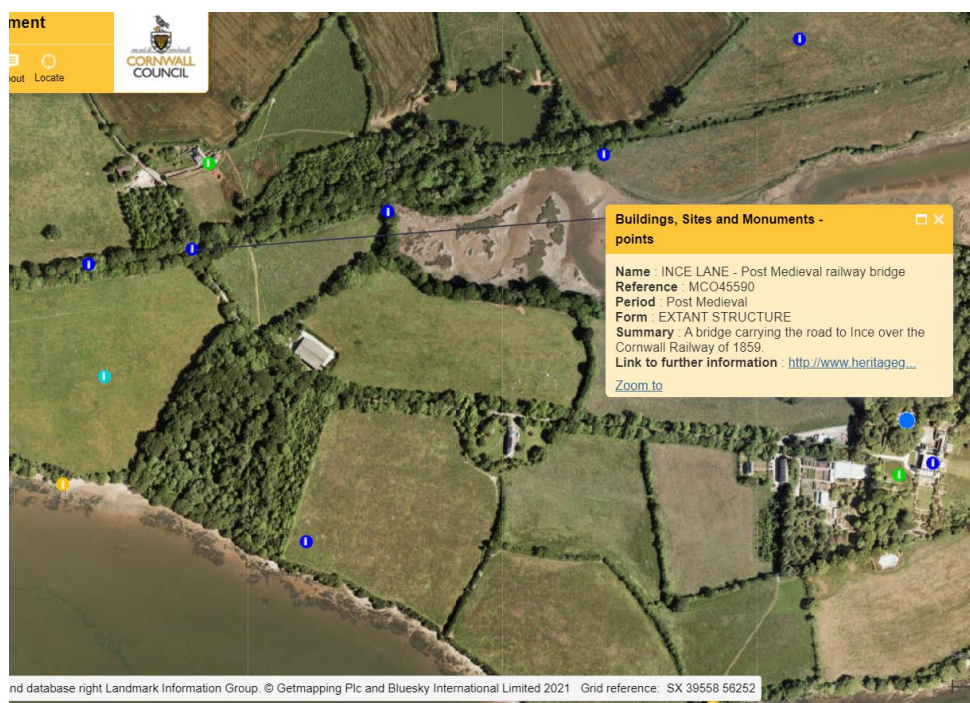 ment
out Locate
CORNWALL
COUNCIL
Buildings, Sites and Monuments -
points
Name : INCE LANE - Post Medieval railway bridge
Reference : MCO45590
Period : Post Medieval
Form : EXTANT STRUCTURE
Summary : A bridge carrying the road to Ince over the
Cornwall Railway of 1859.
Link to further information : http://www.heritageg...
Zoom to
nd database right Landmark Information Group. © Getmapping Plc and Bluesky International Limited 2021 Grid reference: SX 39558 56252